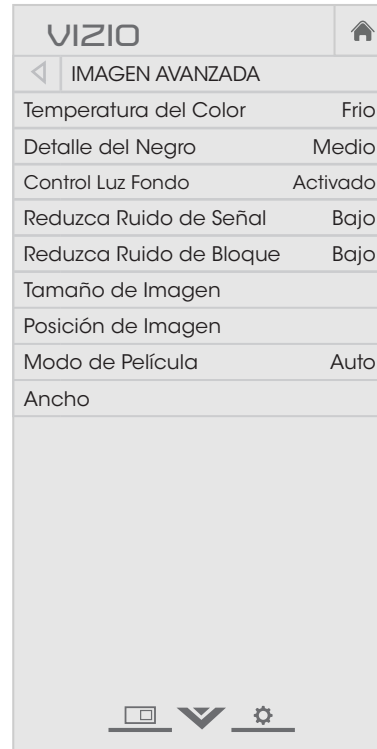 VIZIO
IMAGEN AVANZADA
Temperatura del Color Frio
Detalle del Negro Medio
Control Luz Fondo Activado
Reduzca Ruido de Señal Bajo
Reduzca Ruido de Bloque Bajo
Tamaño de Imagen
Posición de Imagen
Modo de Película Auto
Ancho